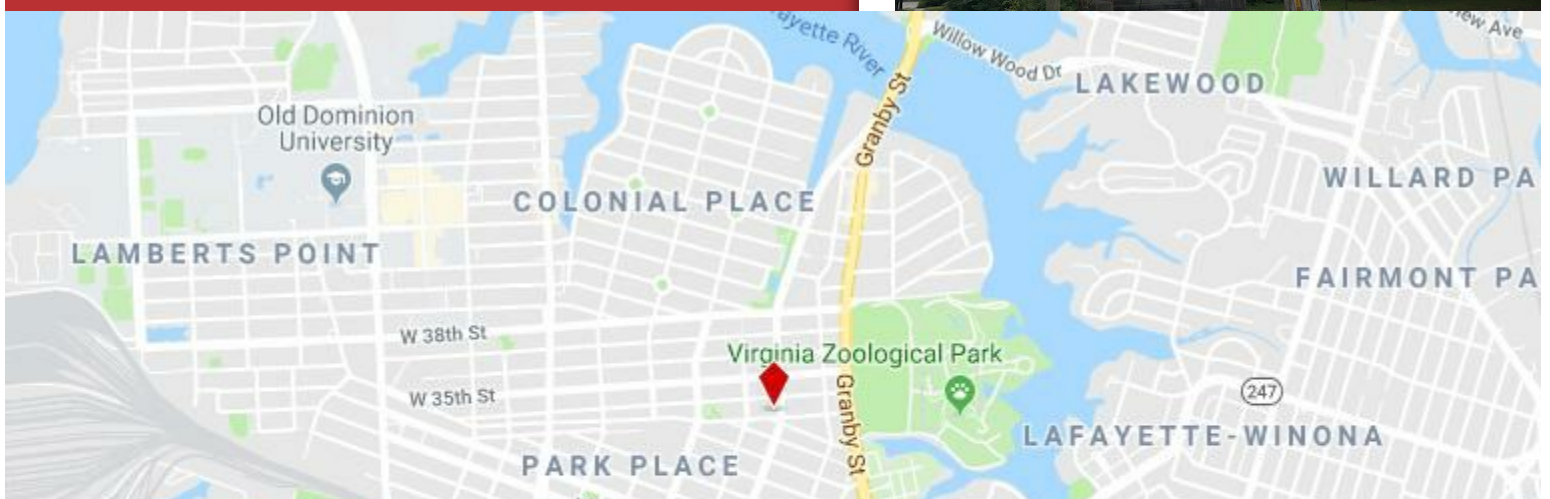 Willow Wood Dr
Granby St
LAKEWOOD
Old Dominion
University
COLONIAL PLACE
WILLARD PA
LAMBERTS POINT
FAIRMONT PA
W 38th St
Virginia Zoological Park
W 35th St
Granby St
247
LAFAYETTE-WINONA
PARK PLACE
River
Ave